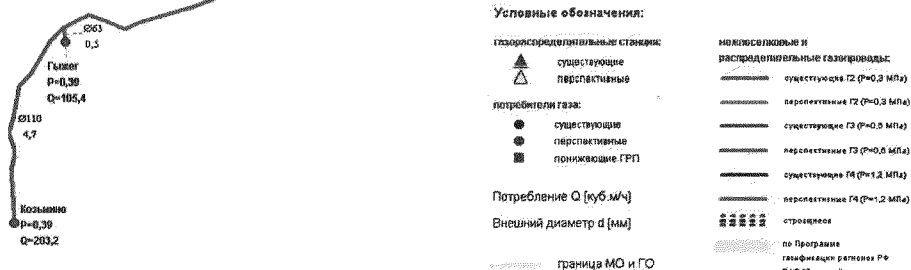 Ø63
0,5
Гыжег
P=0,39
Q=105,4
Ø110
4,7
Козьмино
P=0,39
Q=203,2
Условные обозначения:
газораспределительные станции:
существующие
перспективные
потребители газа:
существующие
перспективные
понижающие ГРП
Потребление Q [куб.м/ч]
Внешний диаметр d [мм]
граница МО и ГО
межпоселковые и
распределительные газопроводы:
существующие Г2 (P=0,3 МПа)
перспективные Г2 (P=0,3 МПа)
существующие Г3 (P=0,6 МПа)
перспективные Г3 (P=0,6 МПа)
существующие Г4 (P=1,2 МПа)
перспективные Г4 (P=1,2 МПа)
строящиеся
по Программе
газификации регионов РФ